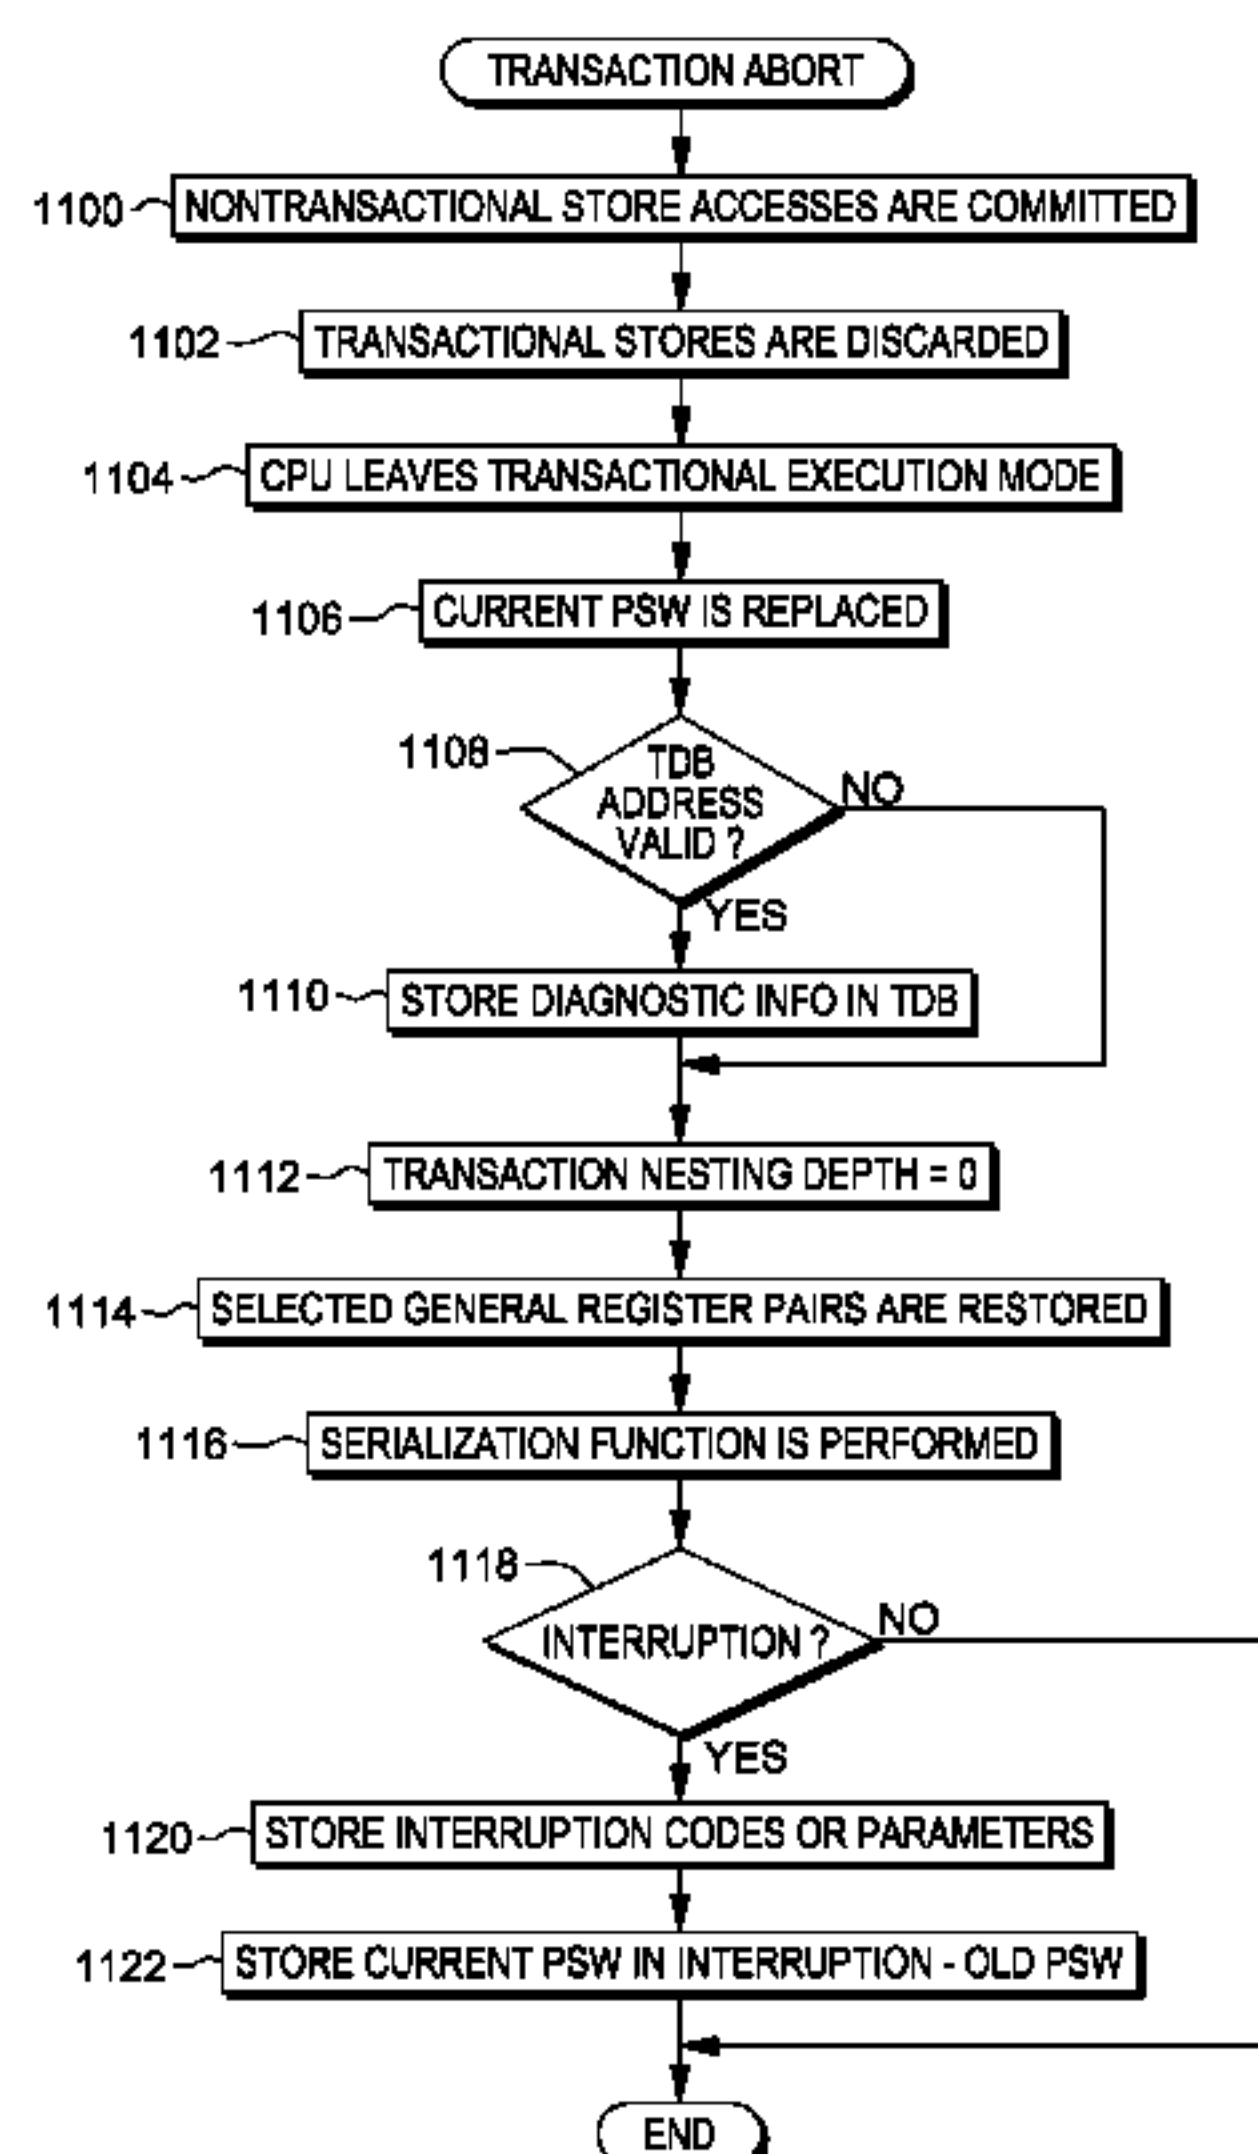 TRANSACTION ABORT
1100 NONTRANSACTIONAL STORE ACCESSES ARE COMMITTED
1102 TRANSACTIONAL STORES ARE DISCARDED
1104 CPU LEAVES TRANSACTIONAL EXECUTION MODE
1106 CURRENT PSW IS REPLACED
1108
TDB
ADDRESS
VALID ?
NO
YES
1110 STORE DIAGNOSTIC INFO IN TDB
1112 TRANSACTION NESTING DEPTH = 0
1114 SELECTED GENERAL REGISTER PAIRS ARE RESTORED
1116 SERIALIZATION FUNCTION IS PERFORMED
1118
INTERRUPTION ?
NO
YES
1120 STORE INTERRUPTION CODES OR PARAMETERS
1122 STORE CURRENT PSW IN INTERRUPTION - OLD PSW
END